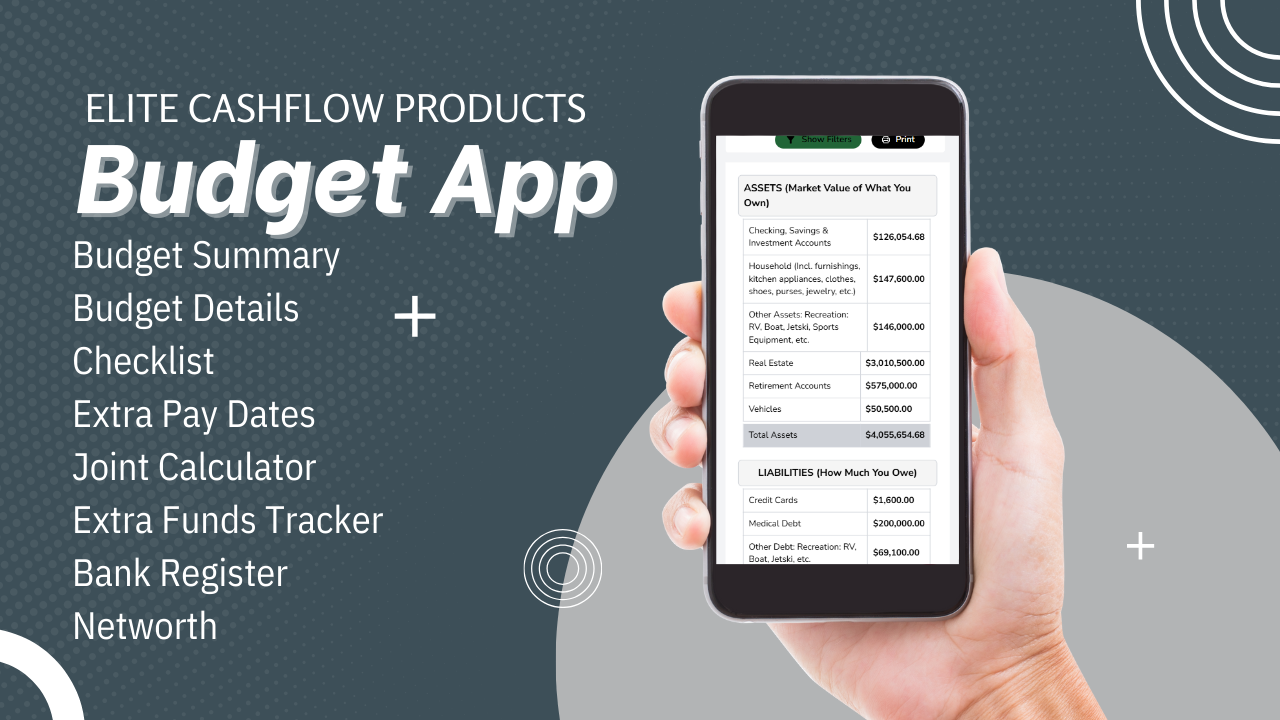 ELITE CASHFLOW PRODUCTS
Budget App
Budget Summary
Budget Details
Checklist
Extra Pay Dates
Joint Calculator
Extra Funds Tracker
Bank Register
Networth
Show Filters
Print
ASSETS (Market Value of What You
Own)
Checking, Savings &
Investment Accounts
$126,054.68
Household (Incl. furnishings,
kitchen appliances, clothes,
shoes, purses, jewelry, etc.)
$147,600.00
Other Assets: Recreation:
RV, Boat, Jetski, Sports
Equipment, etc.
$146,000.00
Real Estate
$3,010,500.00
Retirement Accounts
$575,000.00
Vehicles
$50,500.00
Total Assets
$4,055,654.68
LIABILITIES (How Much You Owe)
Credit Cards
$1,600.00
Medical Debt
$200,000.00
Other Debt: Recreation: RV,
Boat, Jetski, etc.
$69,100.00